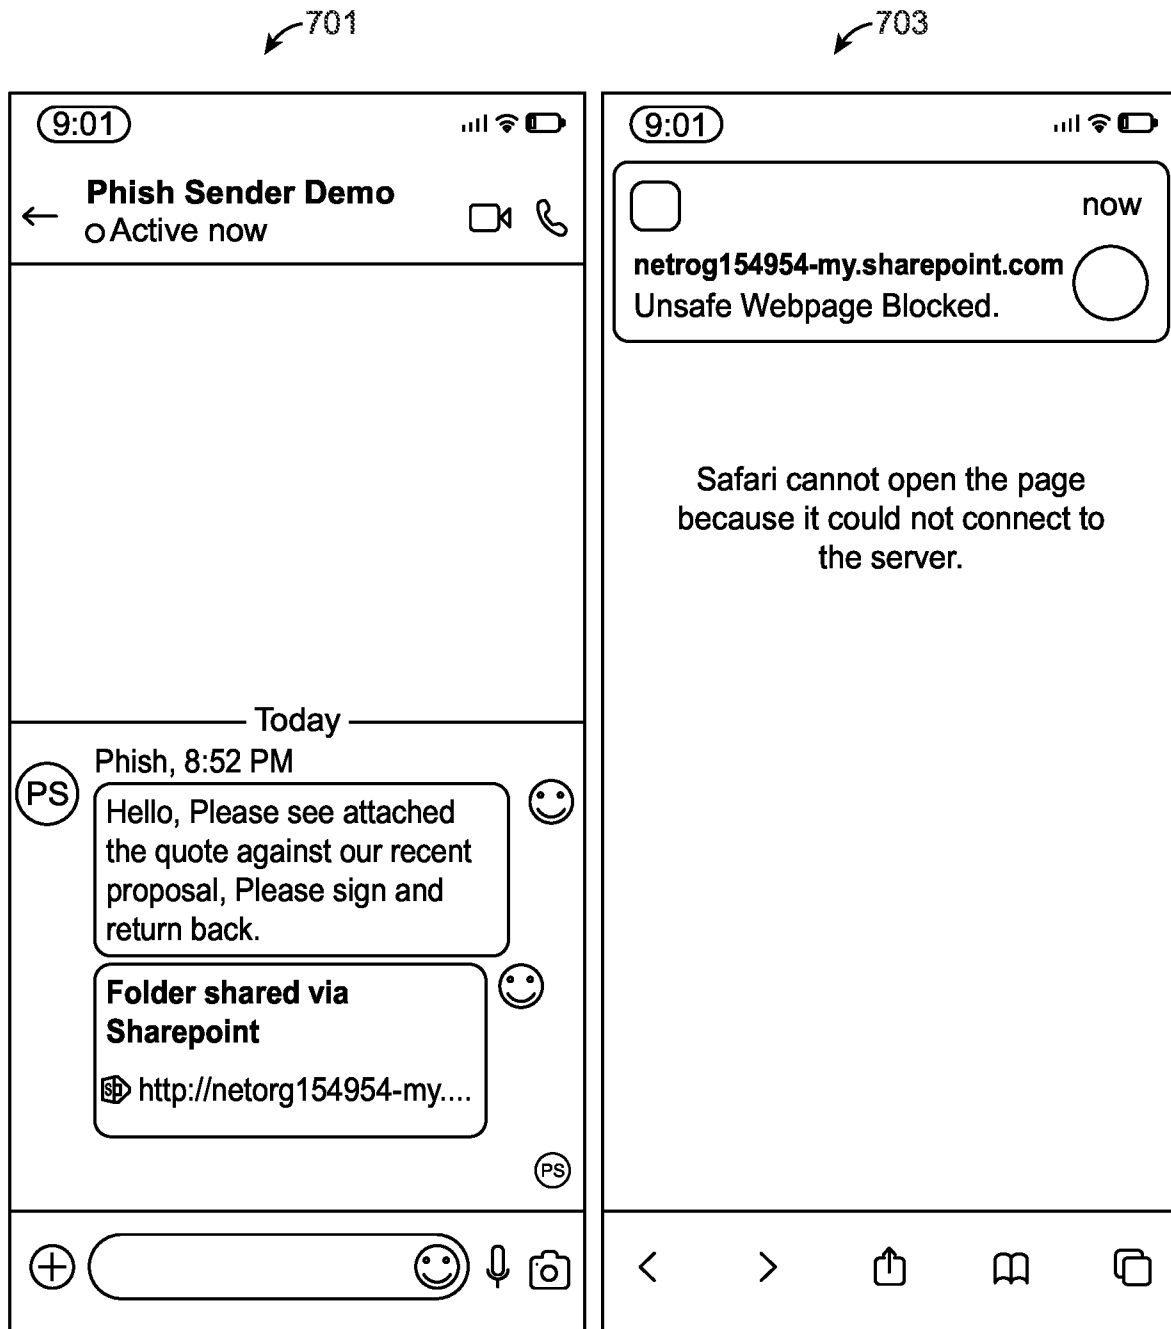 701
9:01
Phish Sender Demo
Active now
Today
Phish, 8:52 PM
PS
Hello, Please see attached
the quote against our recent
proposal, Please sign and
return back.
Folder shared via
Sharepoint
http://netorg154954-my....
PS
703
9:01
now
netrog154954-my.sharepoint.com
Unsafe Webpage Blocked.
Safari cannot open the page
because it could not connect to
the server.